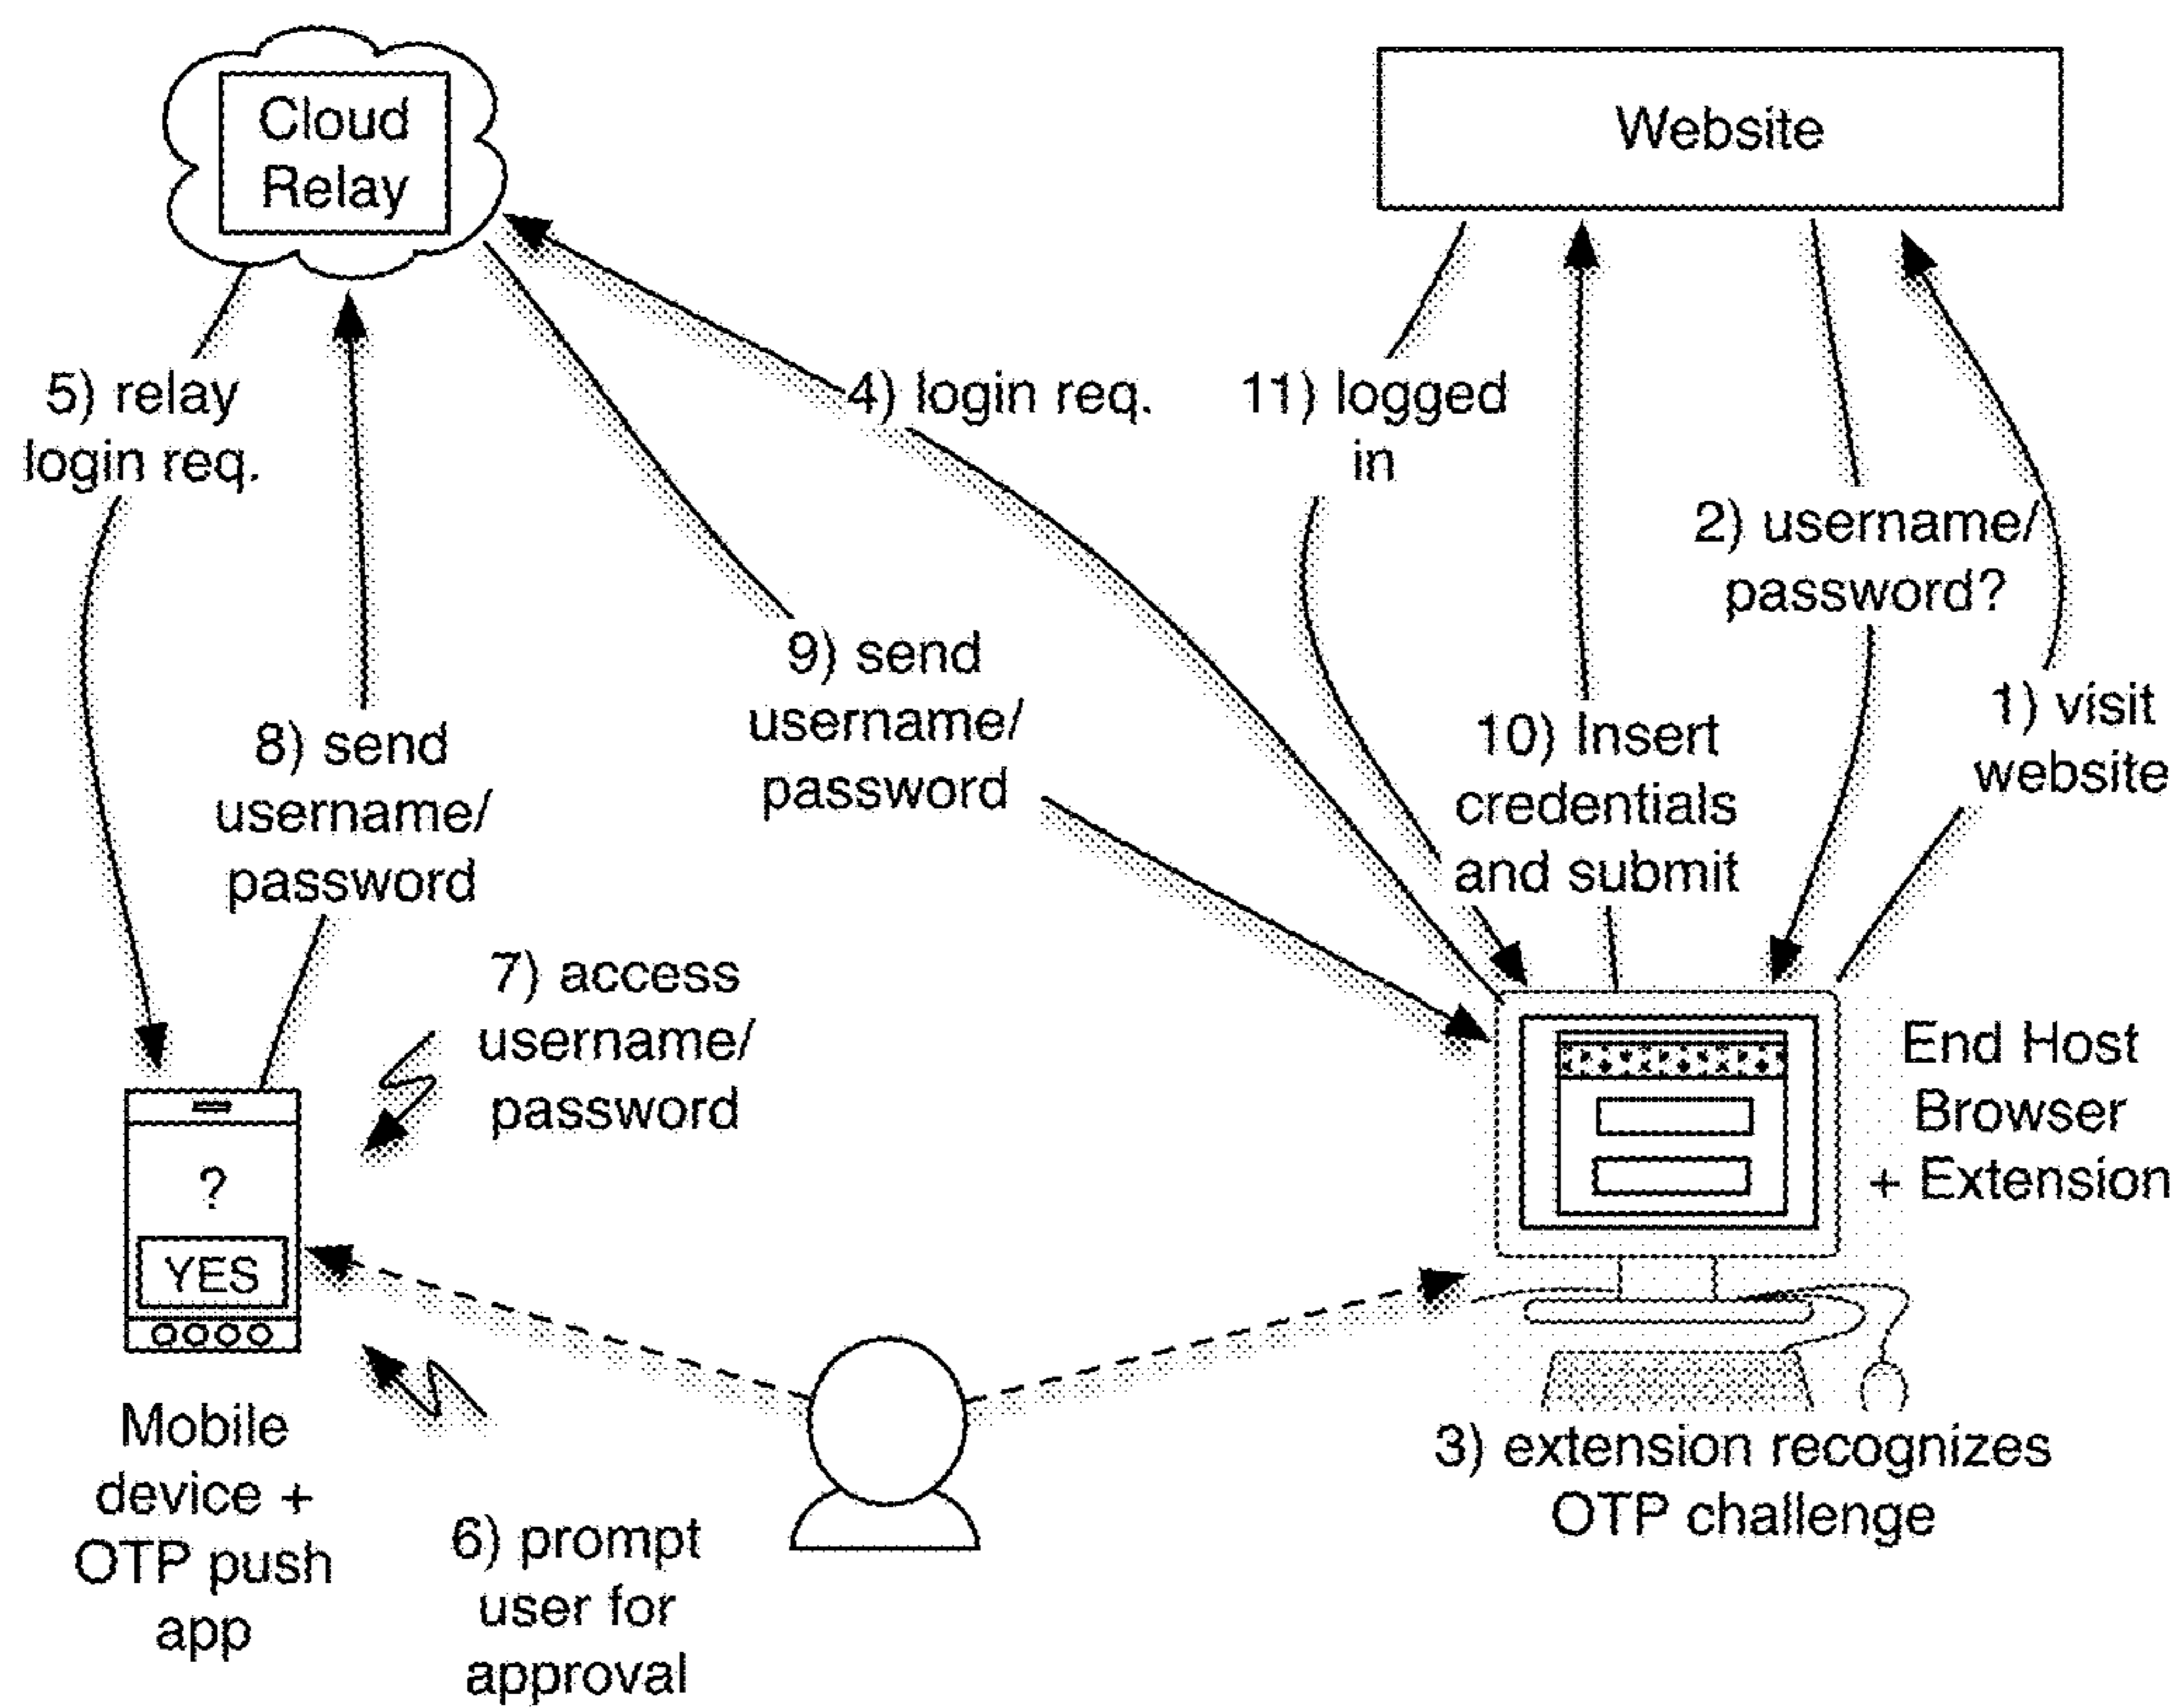 Cloud
Relay
Website
5) relay
login req.
4) login req.
11) logged
in
2) username/
password?
9) send
username/
password
1) visit
website
8) send
username/
password
10) Insert
credentials
and submit
7) access
username/
password
End Host
Browser
+ Extension
?
YES
Mobile
device +
OTP push
app
6) prompt
user for
approval
3) extension recognizes
OTP challenge